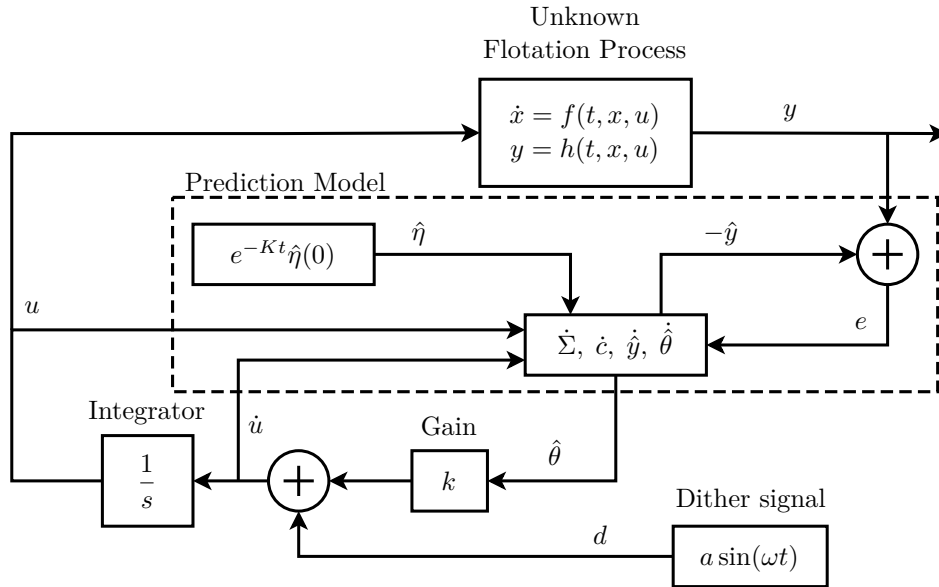 Unknown
Flotation Process
ẋ = f(t, x, u)
y = h(t, x, u)
y
Prediction Model
e^{-Kt}η̂(0)
η̂
-ŷ
+
u
Σ̇, ċ, ŷ̇, θ̂̇
e
Integrator
u̇
Gain
θ̂
1/s
+
k
Dither signal
d
a sin(ωt)